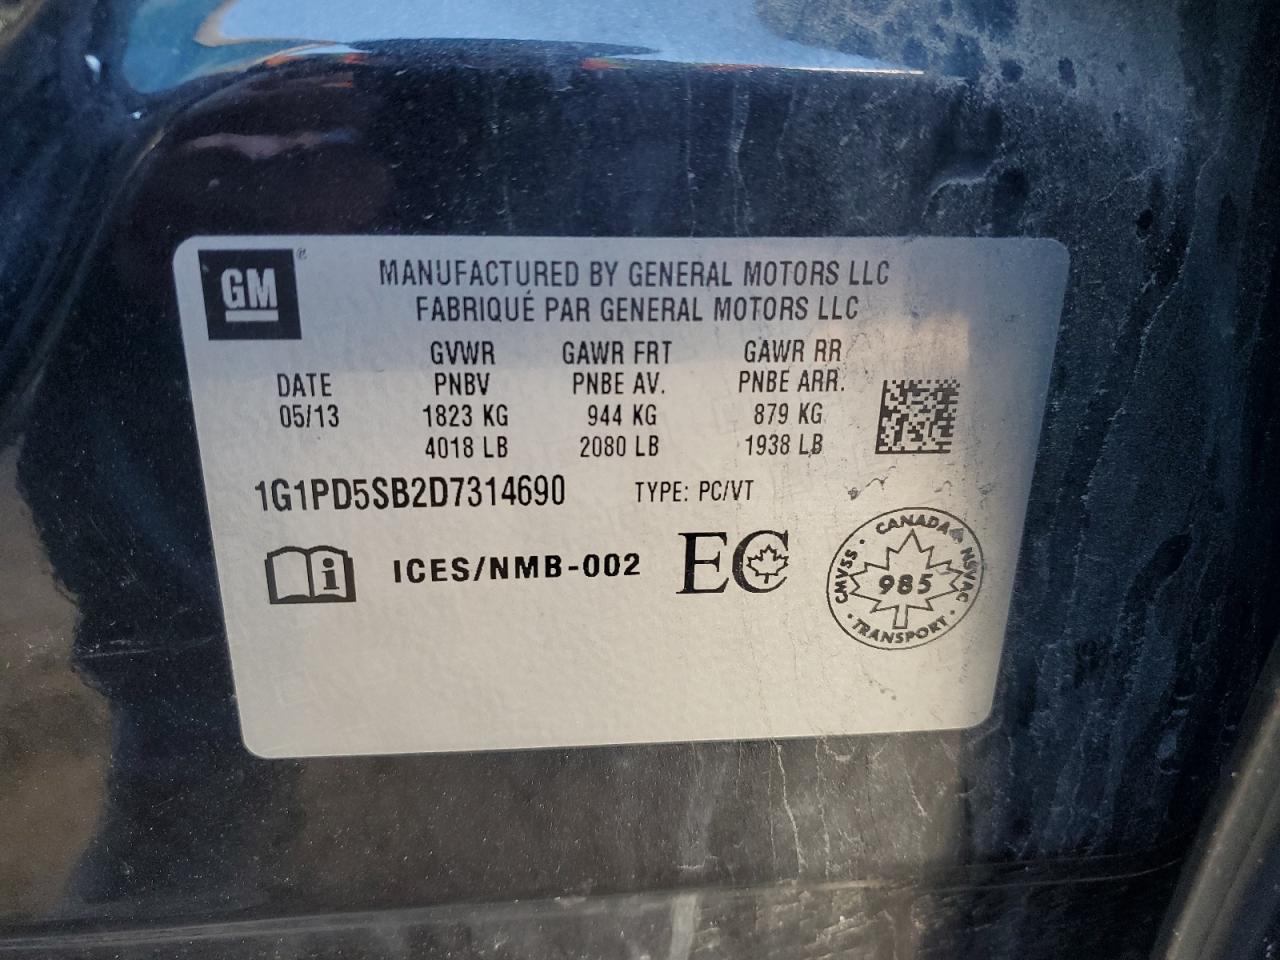 GM ®
MANUFACTURED BY GENERAL MOTORS LLC
FABRIQUÉ PAR GENERAL MOTORS LLC
GVWR GAWR FRT GAWR RR
DATE PNBV PNBE AV. PNBE ARR.
05/13 1823 KG 944 KG 879 KG
4018 LB 2080 LB 1938 LB
1G1PD5SB2D7314690 TYPE: PC/VT
i ICES/NMB-002 EC
CANADA
CMVSS · 985 · NSVAC
· TRANSPORT ·